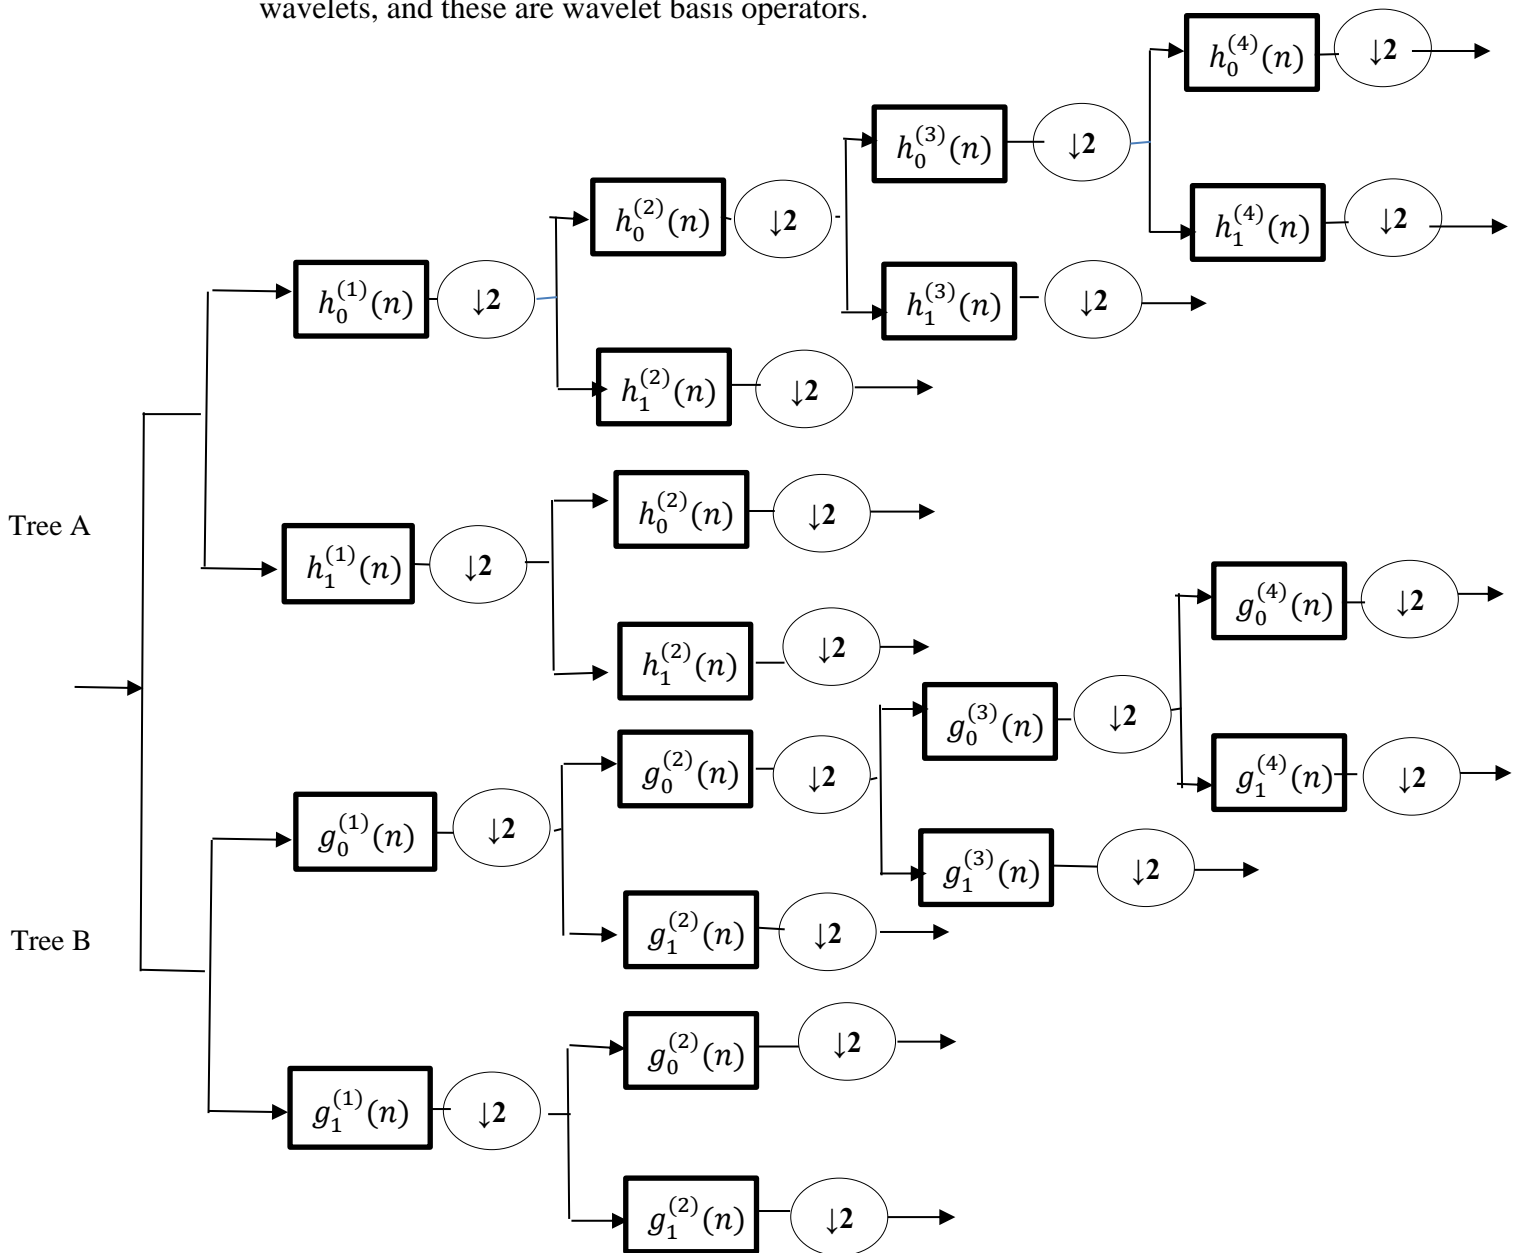 wavelets, and these are wavelet basis operators.
h_0^{(4)}(n) ↓2
h_0^{(3)}(n) ↓2
h_0^{(2)}(n) ↓2
h_1^{(4)}(n) ↓2
h_0^{(1)}(n) ↓2
h_1^{(3)}(n) ↓2
h_1^{(2)}(n) ↓2
Tree A
h_0^{(2)}(n) ↓2
h_1^{(1)}(n) ↓2
g_0^{(4)}(n) ↓2
h_1^{(2)}(n) ↓2
g_0^{(3)}(n) ↓2
g_0^{(2)}(n) ↓2
g_1^{(4)}(n) ↓2
g_0^{(1)}(n) ↓2
g_1^{(3)}(n) ↓2
Tree B
g_1^{(2)}(n) ↓2
g_0^{(2)}(n) ↓2
g_1^{(1)}(n) ↓2
g_1^{(2)}(n) ↓2